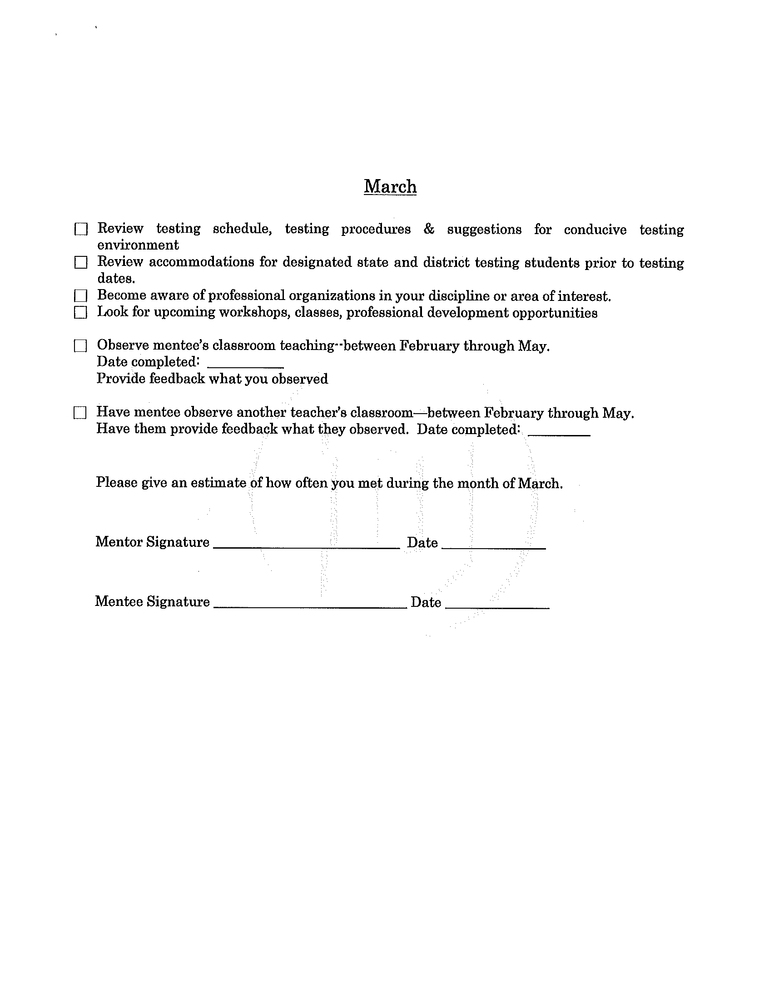 March
☐ Review testing schedule, testing procedures & suggestions for conducive testing
environment
☐ Review accommodations for designated state and district testing students prior to testing
dates.
☐ Become aware of professional organizations in your discipline or area of interest.
☐ Look for upcoming workshops, classes, professional development opportunities
☐ Observe mentee's classroom teaching--between February through May.
Date completed: __________
Provide feedback what you observed
☐ Have mentee observe another teacher's classroom—between February through May.
Have them provide feedback what they observed. Date completed: ________
Please give an estimate of how often you met during the month of March.
Mentor Signature ________________________ Date ______________
Mentee Signature _________________________ Date ______________